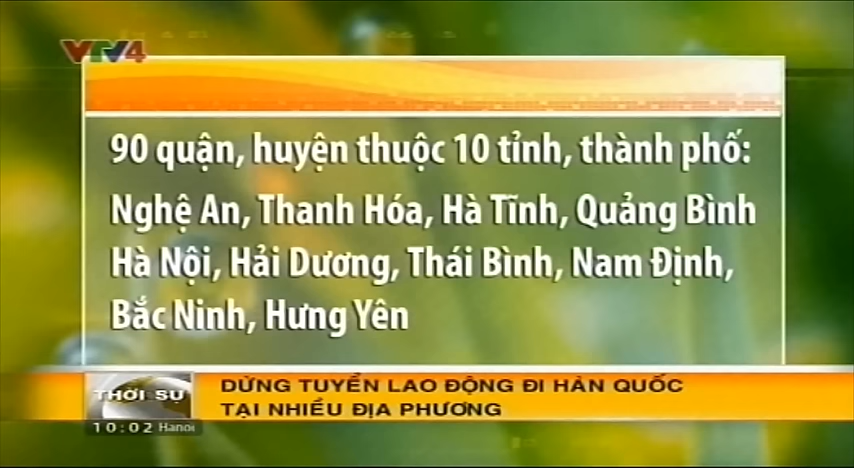 VTV4
90 quận, huyện thuộc 10 tỉnh, thành phố:
Nghệ An, Thanh Hóa, Hà Tĩnh, Quảng Bình
Hà Nội, Hải Dương, Thái Bình, Nam Định,
Bắc Ninh, Hưng Yên
THỜI SỰ
DỪNG TUYỂN LAO ĐỘNG ĐI HÀN QUỐC
TẠI NHIỀU ĐỊA PHƯƠNG
10:02 Hanoi